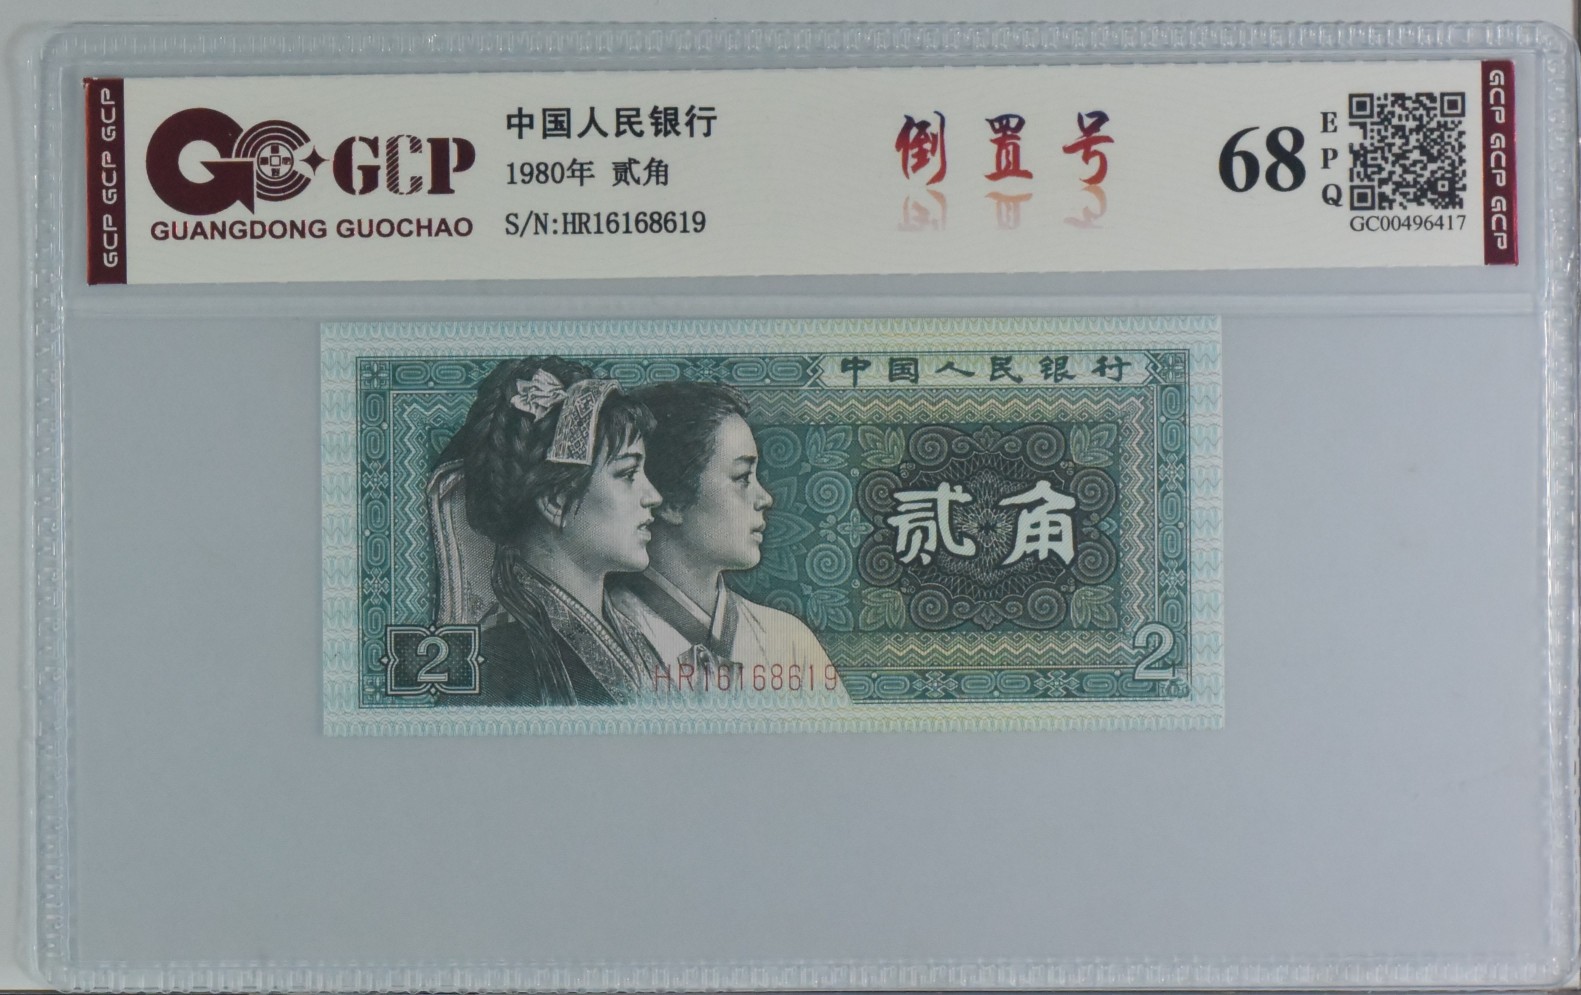 GCP GCP GCP
GCP
GUANGDONG GUOCHAO
中国人民银行
1980年 贰角
S/N:HR16168619
倒置号
68
EPQ
GC00496417
GCP GCP GCP
中国人民银行
贰角
2
HR16168619
2